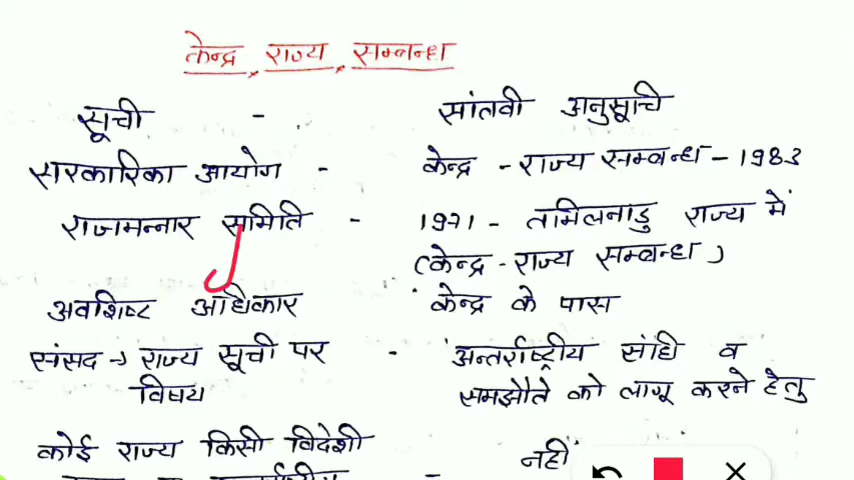 केन्द्र, राज्य, सम्बन्ध
सूची - सांतवी अनुसूचि
सरकारिका आयोग - केन्द्र - राज्य सम्बन्ध - 1983
राजमन्नार समिति - 1971 - तामिलनाडु राज्य में
(केन्द्र - राज्य सम्बन्ध)
अवशिष्ट अधिकार केन्द्र के पास
संसद → राज्य सूची पर - अन्तर्राष्ट्रीय संधि व
विषय समझौते को लागू करने हेतु
कोई राज्य किसी विदेशी
- नहीं